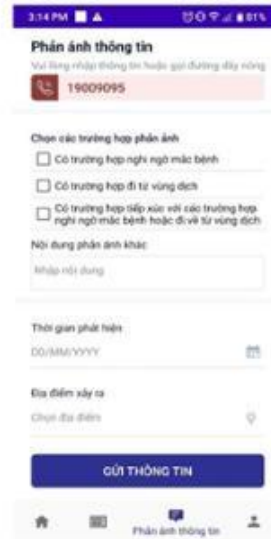 3:14 PM
81%
Phản ánh thông tin
Vui lòng nhập thông tin hoặc gọi đường dây nóng
19009095
Chọn các trường hợp phản ánh
Có trường hợp nghi ngờ mắc bệnh
Có trường hợp đi từ vùng dịch
Có trường hợp tiếp xúc với các trường hợp
nghi ngờ mắc bệnh hoặc đi về từ vùng dịch
Nội dung phản ánh khác
Nhập nội dung
Thời gian phát hiện
DD/MM/YYYY
Địa điểm xảy ra
Chọn địa điểm
GỬI THÔNG TIN
Phản ánh thông tin